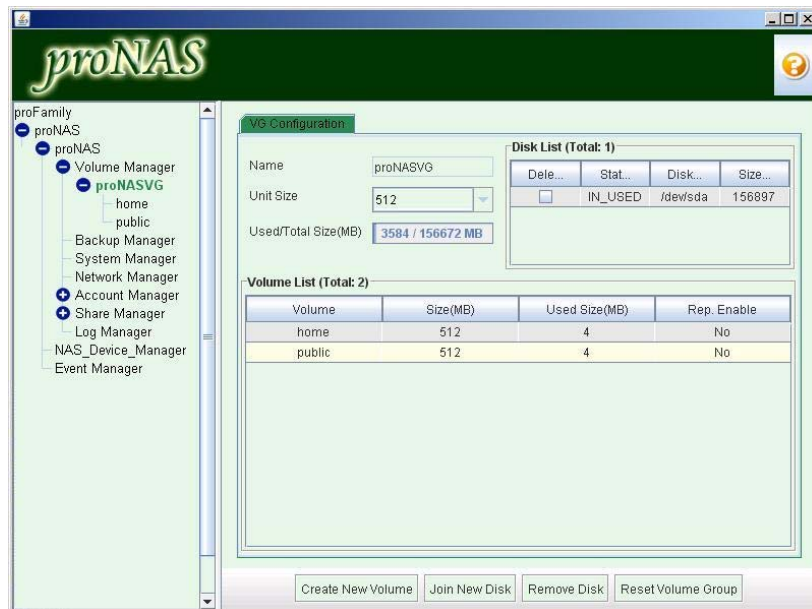 proNAS
proFamily
proNAS
proNAS
Volume Manager
proNASVG
home
public
Backup Manager
System Manager
Network Manager
Account Manager
Share Manager
Log Manager
NAS_Device_Manager
Event Manager
VG Configuration
Name proNASVG
Unit Size 512
Used/Total Size(MB) 3584 / 156672 MB
Disk List (Total: 1)
Dele... Stat... Disk... Size...
IN_USED /dev/sda 156897
Volume List (Total: 2)
Volume Size(MB) Used Size(MB) Rep. Enable
home 512 4 No
public 512 4 No
Create New Volume Join New Disk Remove Disk Reset Volume Group